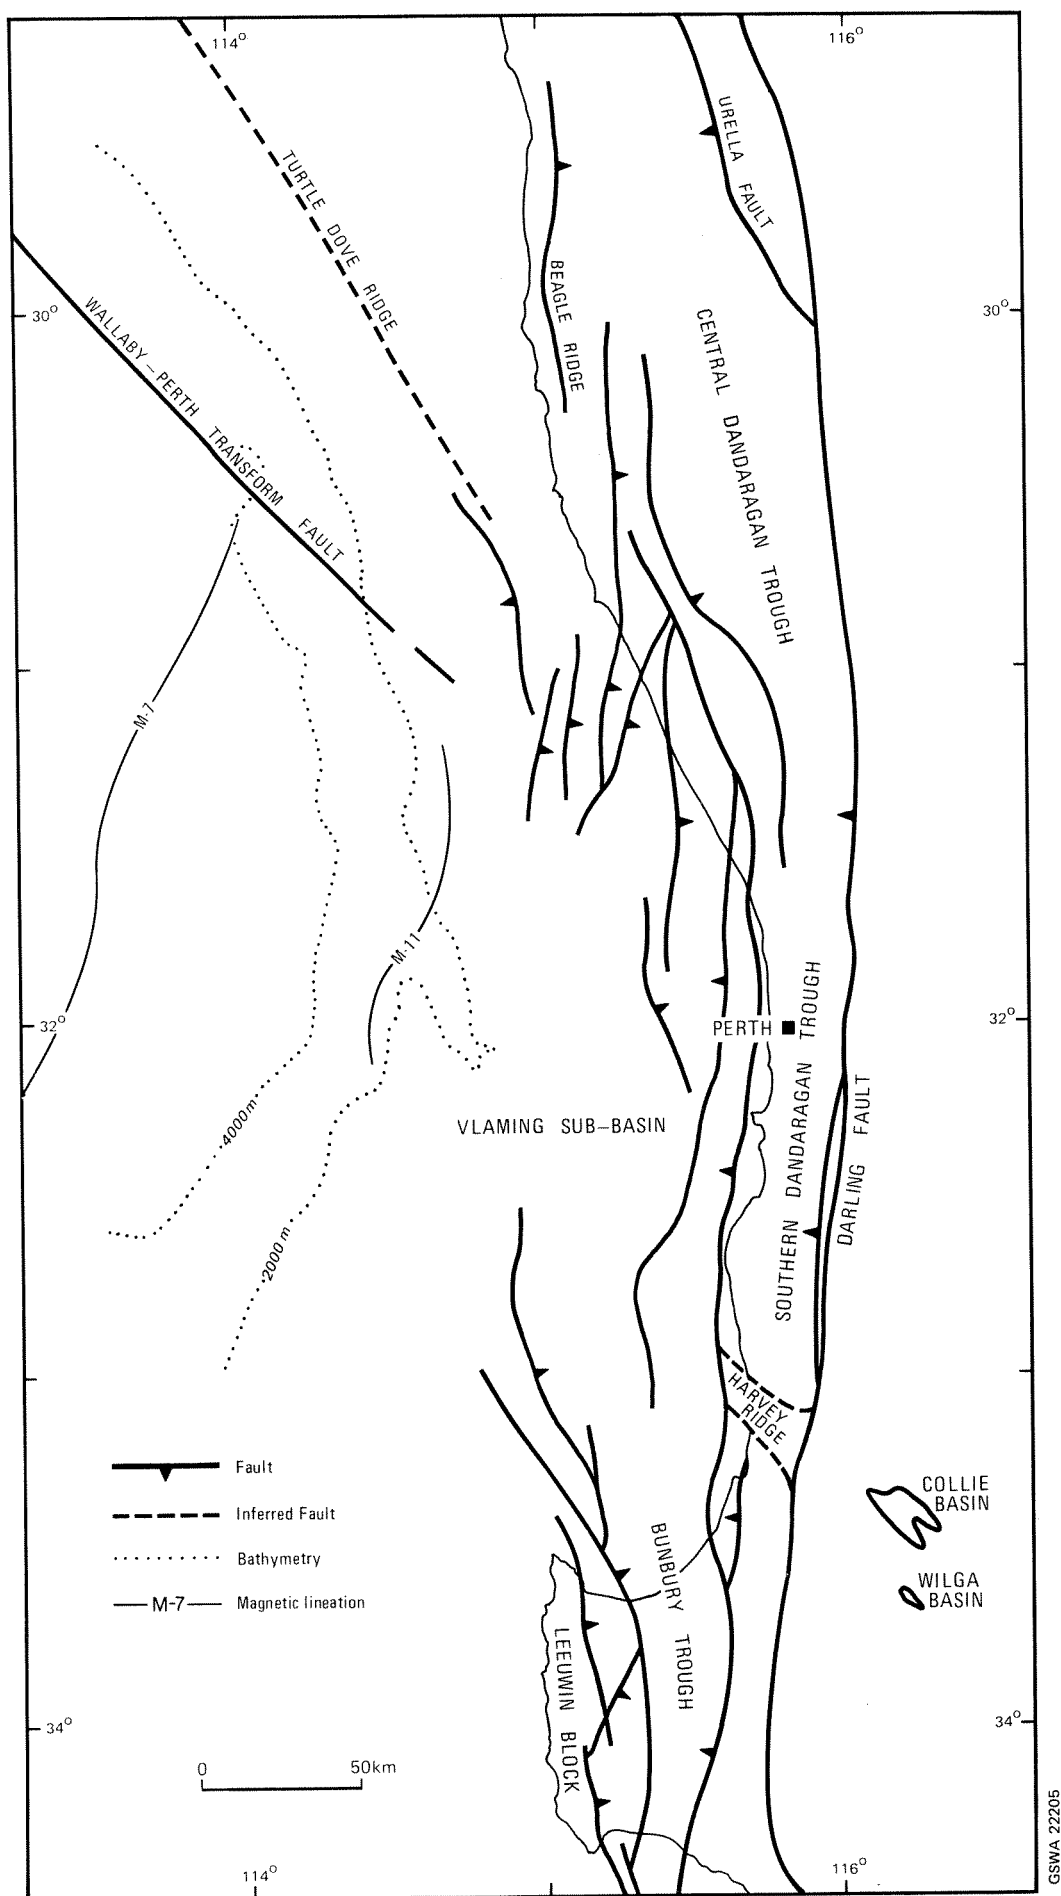 114°
116°
URELLA FAULT
TURTLE DOVE RIDGE
BEAGLE RIDGE
30°
WALLABY–PERTH TRANSFORM FAULT
30°
CENTRAL DANDARAGAN TROUGH
M-7
M-11
32°
PERTH
32°
SOUTHERN DANDARAGAN TROUGH
DARLING FAULT
4000m
VLAMING SUB–BASIN
2000m
HARVEY
RIDGE
Fault
Inferred Fault
Bathymetry
M-7
Magnetic lineation
COLLIE
BASIN
WILGA
BASIN
BUNBURY TROUGH
LEEUWIN BLOCK
34°
34°
0
50km
114°
116°
GSWA 22205